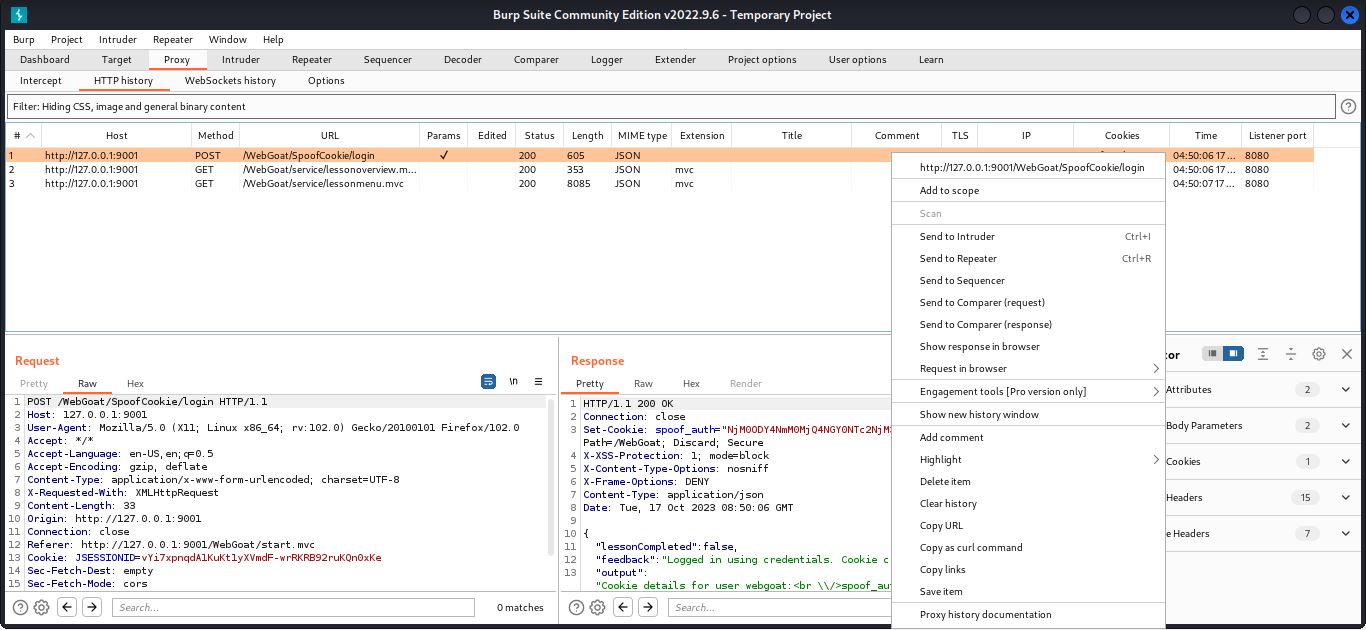 Burp Suite Community Edition v2022.9.6 - Temporary Project
Burp Project Intruder Repeater Window Help
Dashboard Target Proxy Intruder Repeater Sequencer Decoder Comparer Logger Extender Project options User options Learn
Intercept HTTP history WebSockets history Options
Filter: Hiding CSS, image and general binary content
# Host Method URL Params Edited Status Length MIME type Extension Title Comment TLS IP Cookies Time Listener port
1 http://127.0.0.1:9001 POST /WebGoat/SpoofCookie/login ✓ 200 605 JSON 04:50:06 17 ... 8080
2 http://127.0.0.1:9001 GET /WebGoat/service/lessonoverview.m... 200 353 JSON mvc 04:50:06 17 ... 8080
3 http://127.0.0.1:9001 GET /WebGoat/service/lessonmenu.mvc 200 8085 JSON mvc 04:50:07 17 ... 8080
http://127.0.0.1:9001/WebGoat/SpoofCookie/login
Add to scope
Scan
Send to Intruder Ctrl+I
Send to Repeater Ctrl+R
Send to Sequencer
Send to Comparer (request)
Send to Comparer (response)
Show response in browser
Request in browser
Engagement tools [Pro version only]
Show new history window
Add comment
Highlight
Delete item
Clear history
Copy URL
Copy as curl command
Copy links
Save item
Proxy history documentation
Request
Pretty Raw Hex
\n
1 POST /WebGoat/SpoofCookie/login HTTP/1.1
2 Host: 127.0.0.1:9001
3 User-Agent: Mozilla/5.0 (X11; Linux x86_64; rv:102.0) Gecko/20100101 Firefox/102.0
4 Accept: */*
5 Accept-Language: en-US,en;q=0.5
6 Accept-Encoding: gzip, deflate
7 Content-Type: application/x-www-form-urlencoded; charset=UTF-8
8 X-Requested-With: XMLHttpRequest
9 Content-Length: 33
10 Origin: http://127.0.0.1:9001
11 Connection: close
12 Referer: http://127.0.0.1:9001/WebGoat/start.mvc
13 Cookie: JSESSIONID=vYi7xpnqdA1KuKt1yXVmdF-wrRKRB92ruKQn0xKe
14 Sec-Fetch-Dest: empty
15 Sec-Fetch-Mode: cors
Search...
0 matches
Response
Pretty Raw Hex Render
1 HTTP/1.1 200 OK
2 Connection: close
3 Set-Cookie: spoof_auth="NjM0ODY4NmM0MjQ4NGY0NTc2NjM
Path=/WebGoat; Discard; Secure
4 X-XSS-Protection: 1; mode=block
5 X-Content-Type-Options: nosniff
6 X-Frame-Options: DENY
7 Content-Type: application/json
8 Date: Tue, 17 Oct 2023 08:50:06 GMT
9
10 {
11 "lessonCompleted":false,
12 "feedback":"Logged in using credentials. Cookie c
13 "output":
"Cookie details for user webgoat:<br \\/>spoof_au
Search...
tor
Attributes 2
Body Parameters 2
Cookies 1
Headers 15
e Headers 7